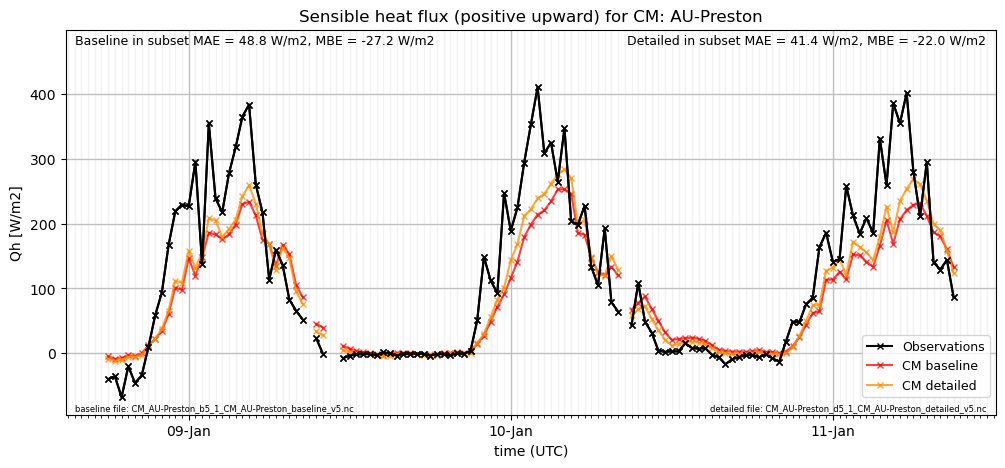 Sensible heat flux (positive upward) for CM: AU-Preston
Baseline in subset MAE = 48.8 W/m2, MBE = -27.2 W/m2
Detailed in subset MAE = 41.4 W/m2, MBE = -22.0 W/m2
400
300
200
100
0
Qh [W/m2]
Observations
CM baseline
CM detailed
baseline file: CM_AU-Preston_b5_1_CM_AU-Preston_baseline_v5.nc
detailed file: CM_AU-Preston_d5_1_CM_AU-Preston_detailed_v5.nc
09-Jan
10-Jan
11-Jan
time (UTC)